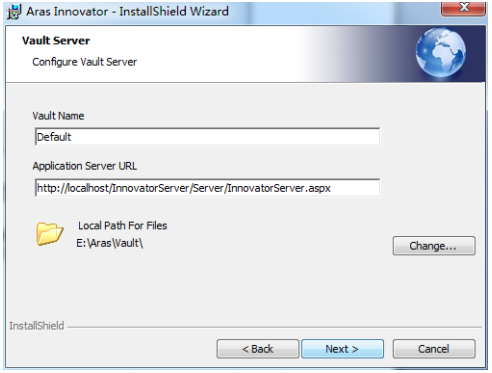 Aras Innovator - InstallShield Wizard
Vault Server
Configure Vault Server
Vault Name
Default
Application Server URL
http://localhost/InnovatorServer/Server/InnovatorServer.aspx
Local Path For Files
E:\Aras\Vault\
Change...
InstallShield
< Back
Next >
Cancel